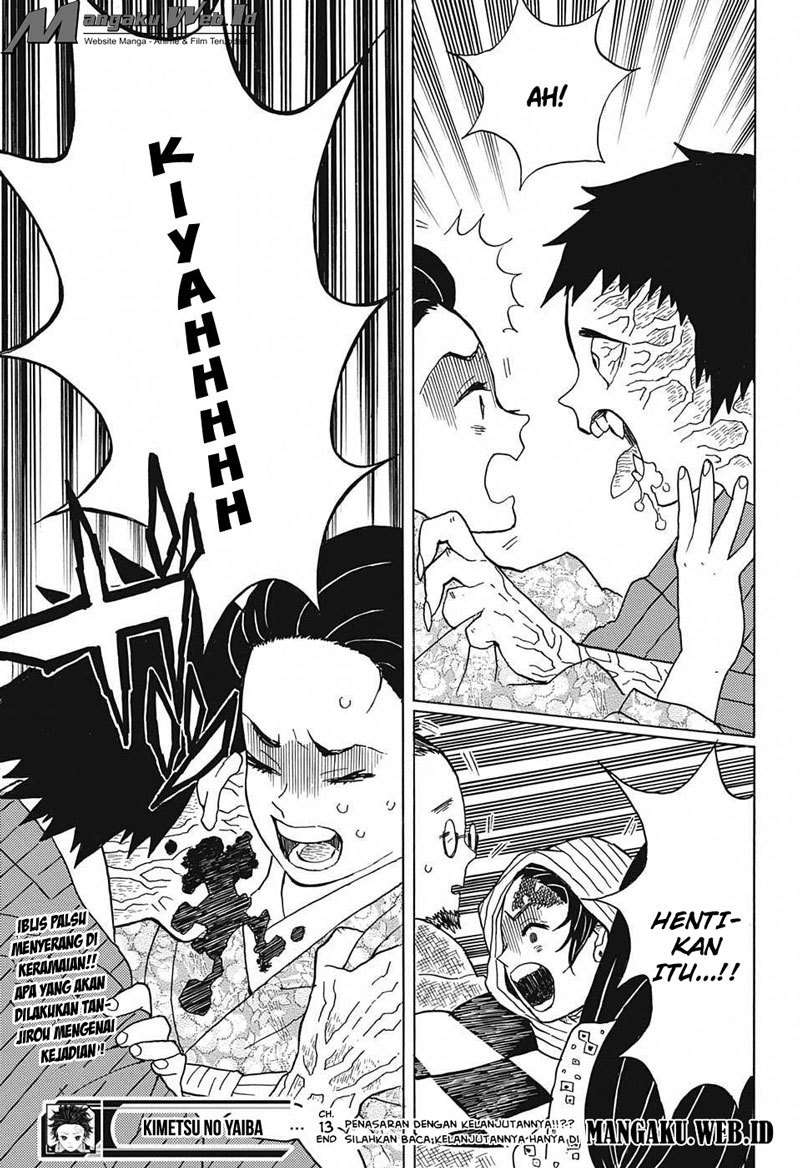 Mangaku Web.Id
Website Manga - Anime & Film Terupdate
AH!
HENTI-
KAN
ITU...!!
KIYAHHHHHH
IBLIS PALSU
MENYERANG DI
KERAMAIAN!!
APA YANG AKAN
DILAKUKAN TAN-
JIROU MENGENAI
KEJADIAN'!
KIMETSU NO YAIBA ... CH. 13 END
PENASARAN DENGAN KELANJUTANNYA!!??
SILAHKAN BACA KELANJUTANNYA HANYA DI
MANGAKU.WEB.ID